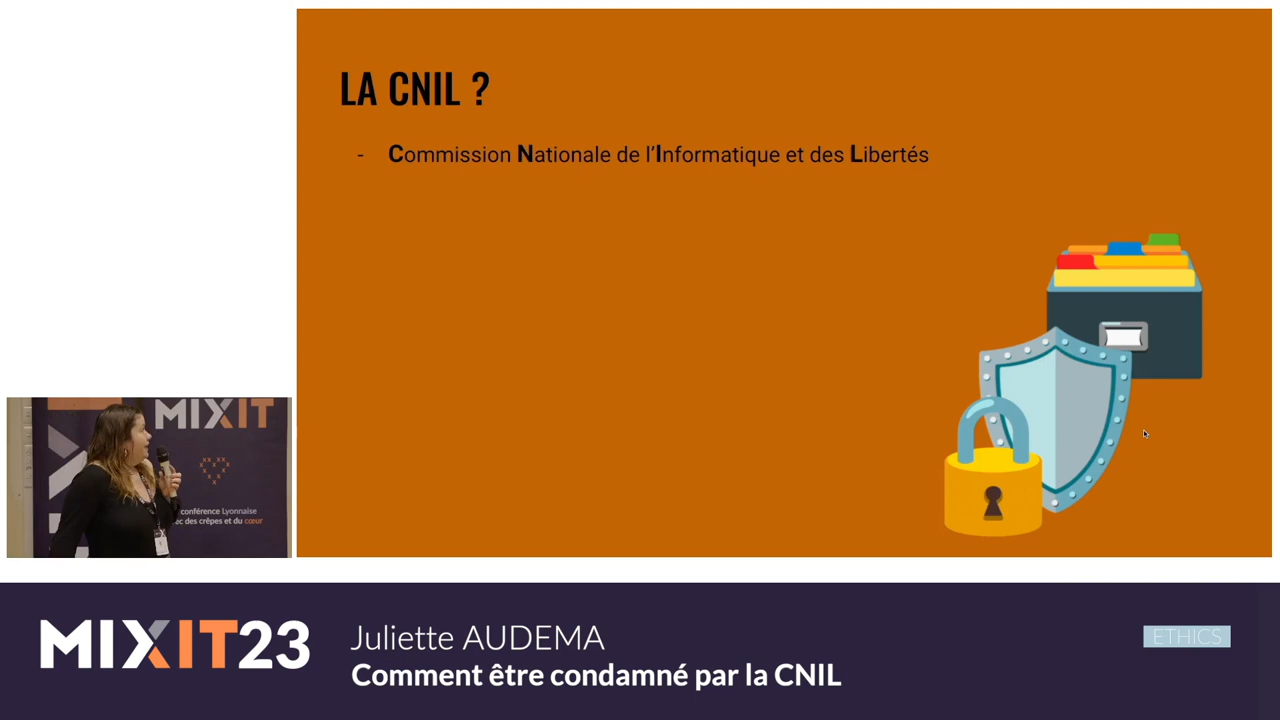 LA CNIL ?
- Commission Nationale de l'Informatique et des Libertés
MIXIT
conférence Lyonnaise
des crêpes et du cœur
MIXIT23
Juliette AUDEMA
Comment être condamné par la CNIL
ETHICS